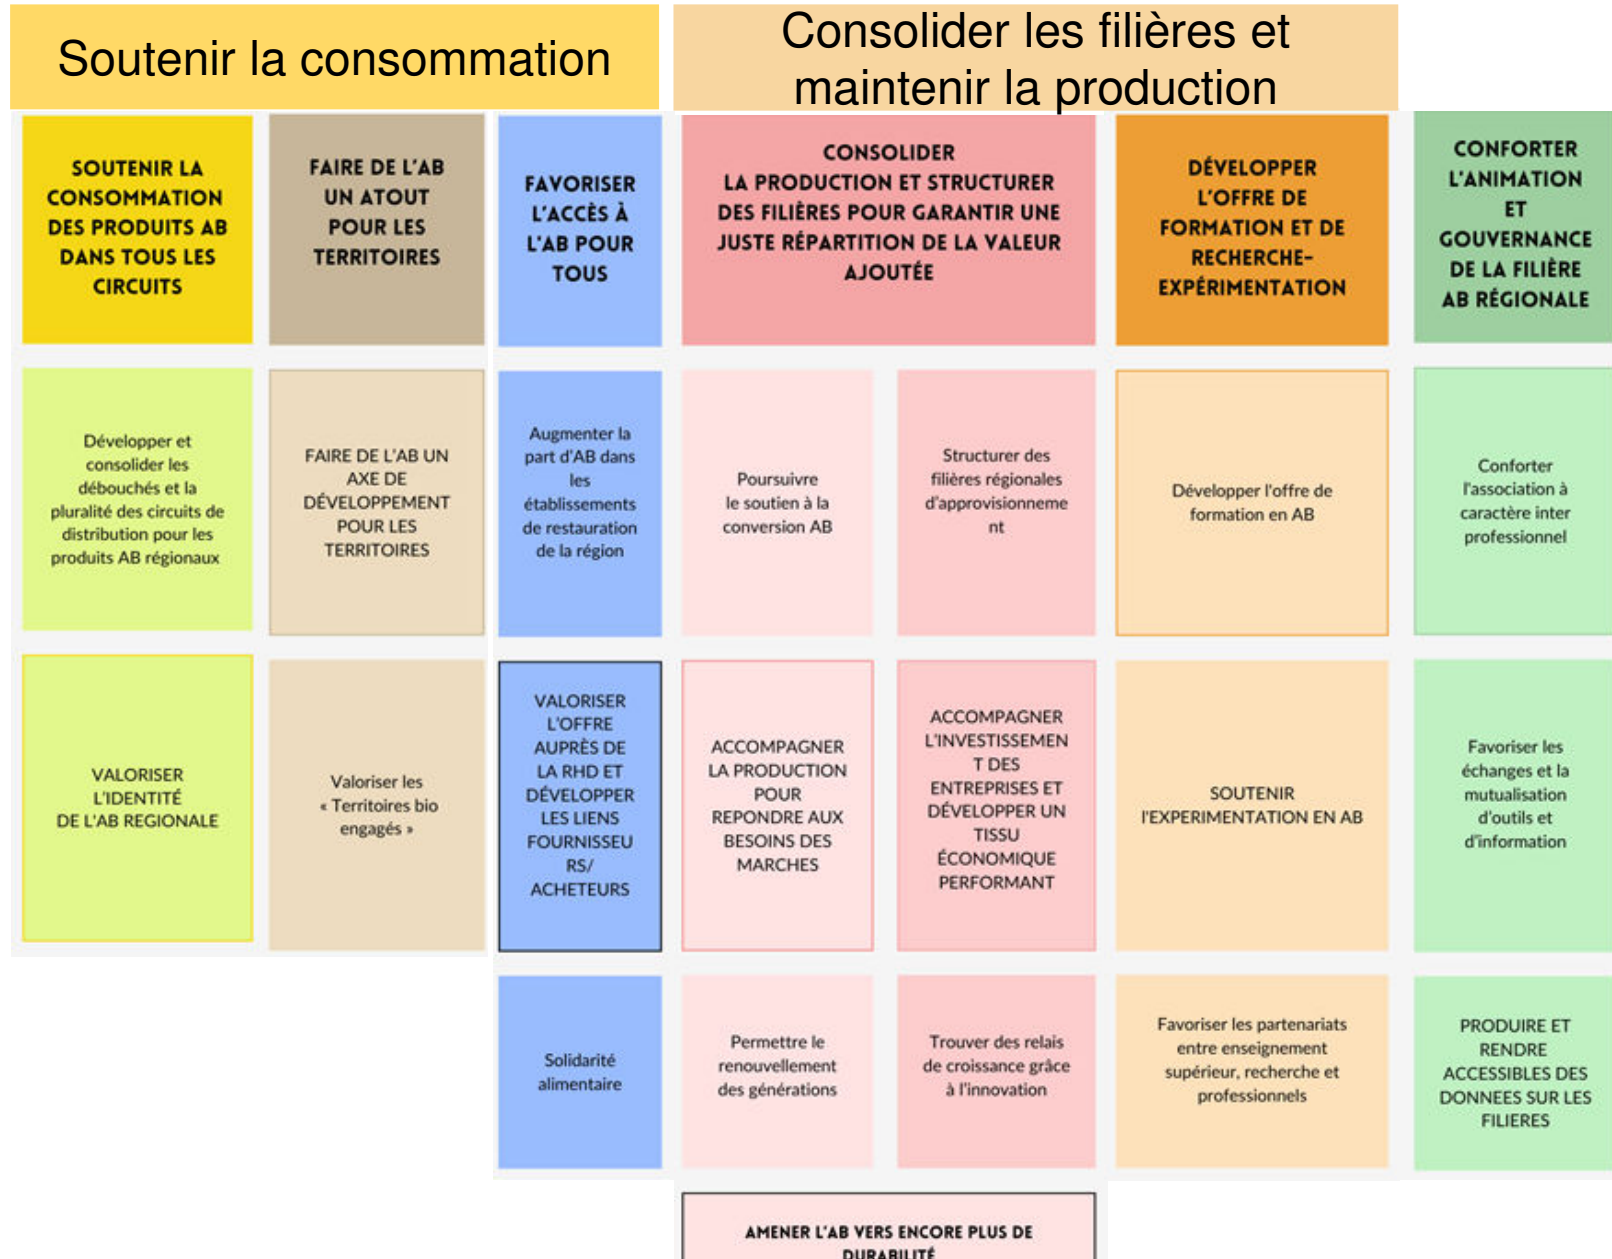 Soutenir la consommation
Consolider les filières et
maintenir la production
SOUTENIR LA
CONSOMMATION
DES PRODUITS AB
DANS TOUS LES
CIRCUITS
FAIRE DE L'AB
UN ATOUT
POUR LES
TERRITOIRES
FAVORISER
L'ACCÈS À
L'AB POUR
TOUS
CONSOLIDER
LA PRODUCTION ET STRUCTURER
DES FILIÈRES POUR GARANTIR UNE
JUSTE RÉPARTITION DE LA VALEUR
AJOUTÉE
DÉVELOPPER
L'OFFRE DE
FORMATION ET DE
RECHERCHE-
EXPÉRIMENTATION
CONFORTER
L'ANIMATION
ET
GOUVERNANCE
DE LA FILIÈRE
AB RÉGIONALE
Développer et
consolider les
débouchés et la
pluralité des circuits de
distribution pour les
produits AB régionaux
FAIRE DE L'AB UN
AXE DE
DÉVELOPPEMENT
POUR LES
TERRITOIRES
Augmenter la
part d'AB dans
les
établissements
de restauration
de la région
Poursuivre
le soutien à la
conversion AB
Structurer des
filières régionales
d'approvisionneme
nt
Développer l'offre de
formation en AB
Conforter
l'association à
caractère inter
professionnel
VALORISER
L'IDENTITÉ
DE L'AB REGIONALE
Valoriser les
« Territoires bio
engagés »
VALORISER
L'OFFRE
AUPRÈS DE
LA RHD ET
DÉVELOPPER
LES LIENS
FOURNISSEU
RS/
ACHETEURS
ACCOMPAGNER
LA PRODUCTION
POUR
REPONDRE AUX
BESOINS DES
MARCHES
ACCOMPAGNER
L'INVESTISSEMEN
T DES
ENTREPRISES ET
DÉVELOPPER UN
TISSU
ÉCONOMIQUE
PERFORMANT
SOUTENIR
l'EXPERIMENTATION EN AB
Favoriser les
échanges et la
mutualisation
d'outils et
d'information
Solidarité
alimentaire
Permettre le
renouvellement
des générations
Trouver des relais
de croissance grâce
à l'innovation
Favoriser les partenariats
entre enseignement
supérieur, recherche et
professionnels
PRODUIRE ET
RENDRE
ACCESSIBLES DES
DONNEES SUR LES
FILIERES
AMENER L'AB VERS ENCORE PLUS DE
DURABILITÉ